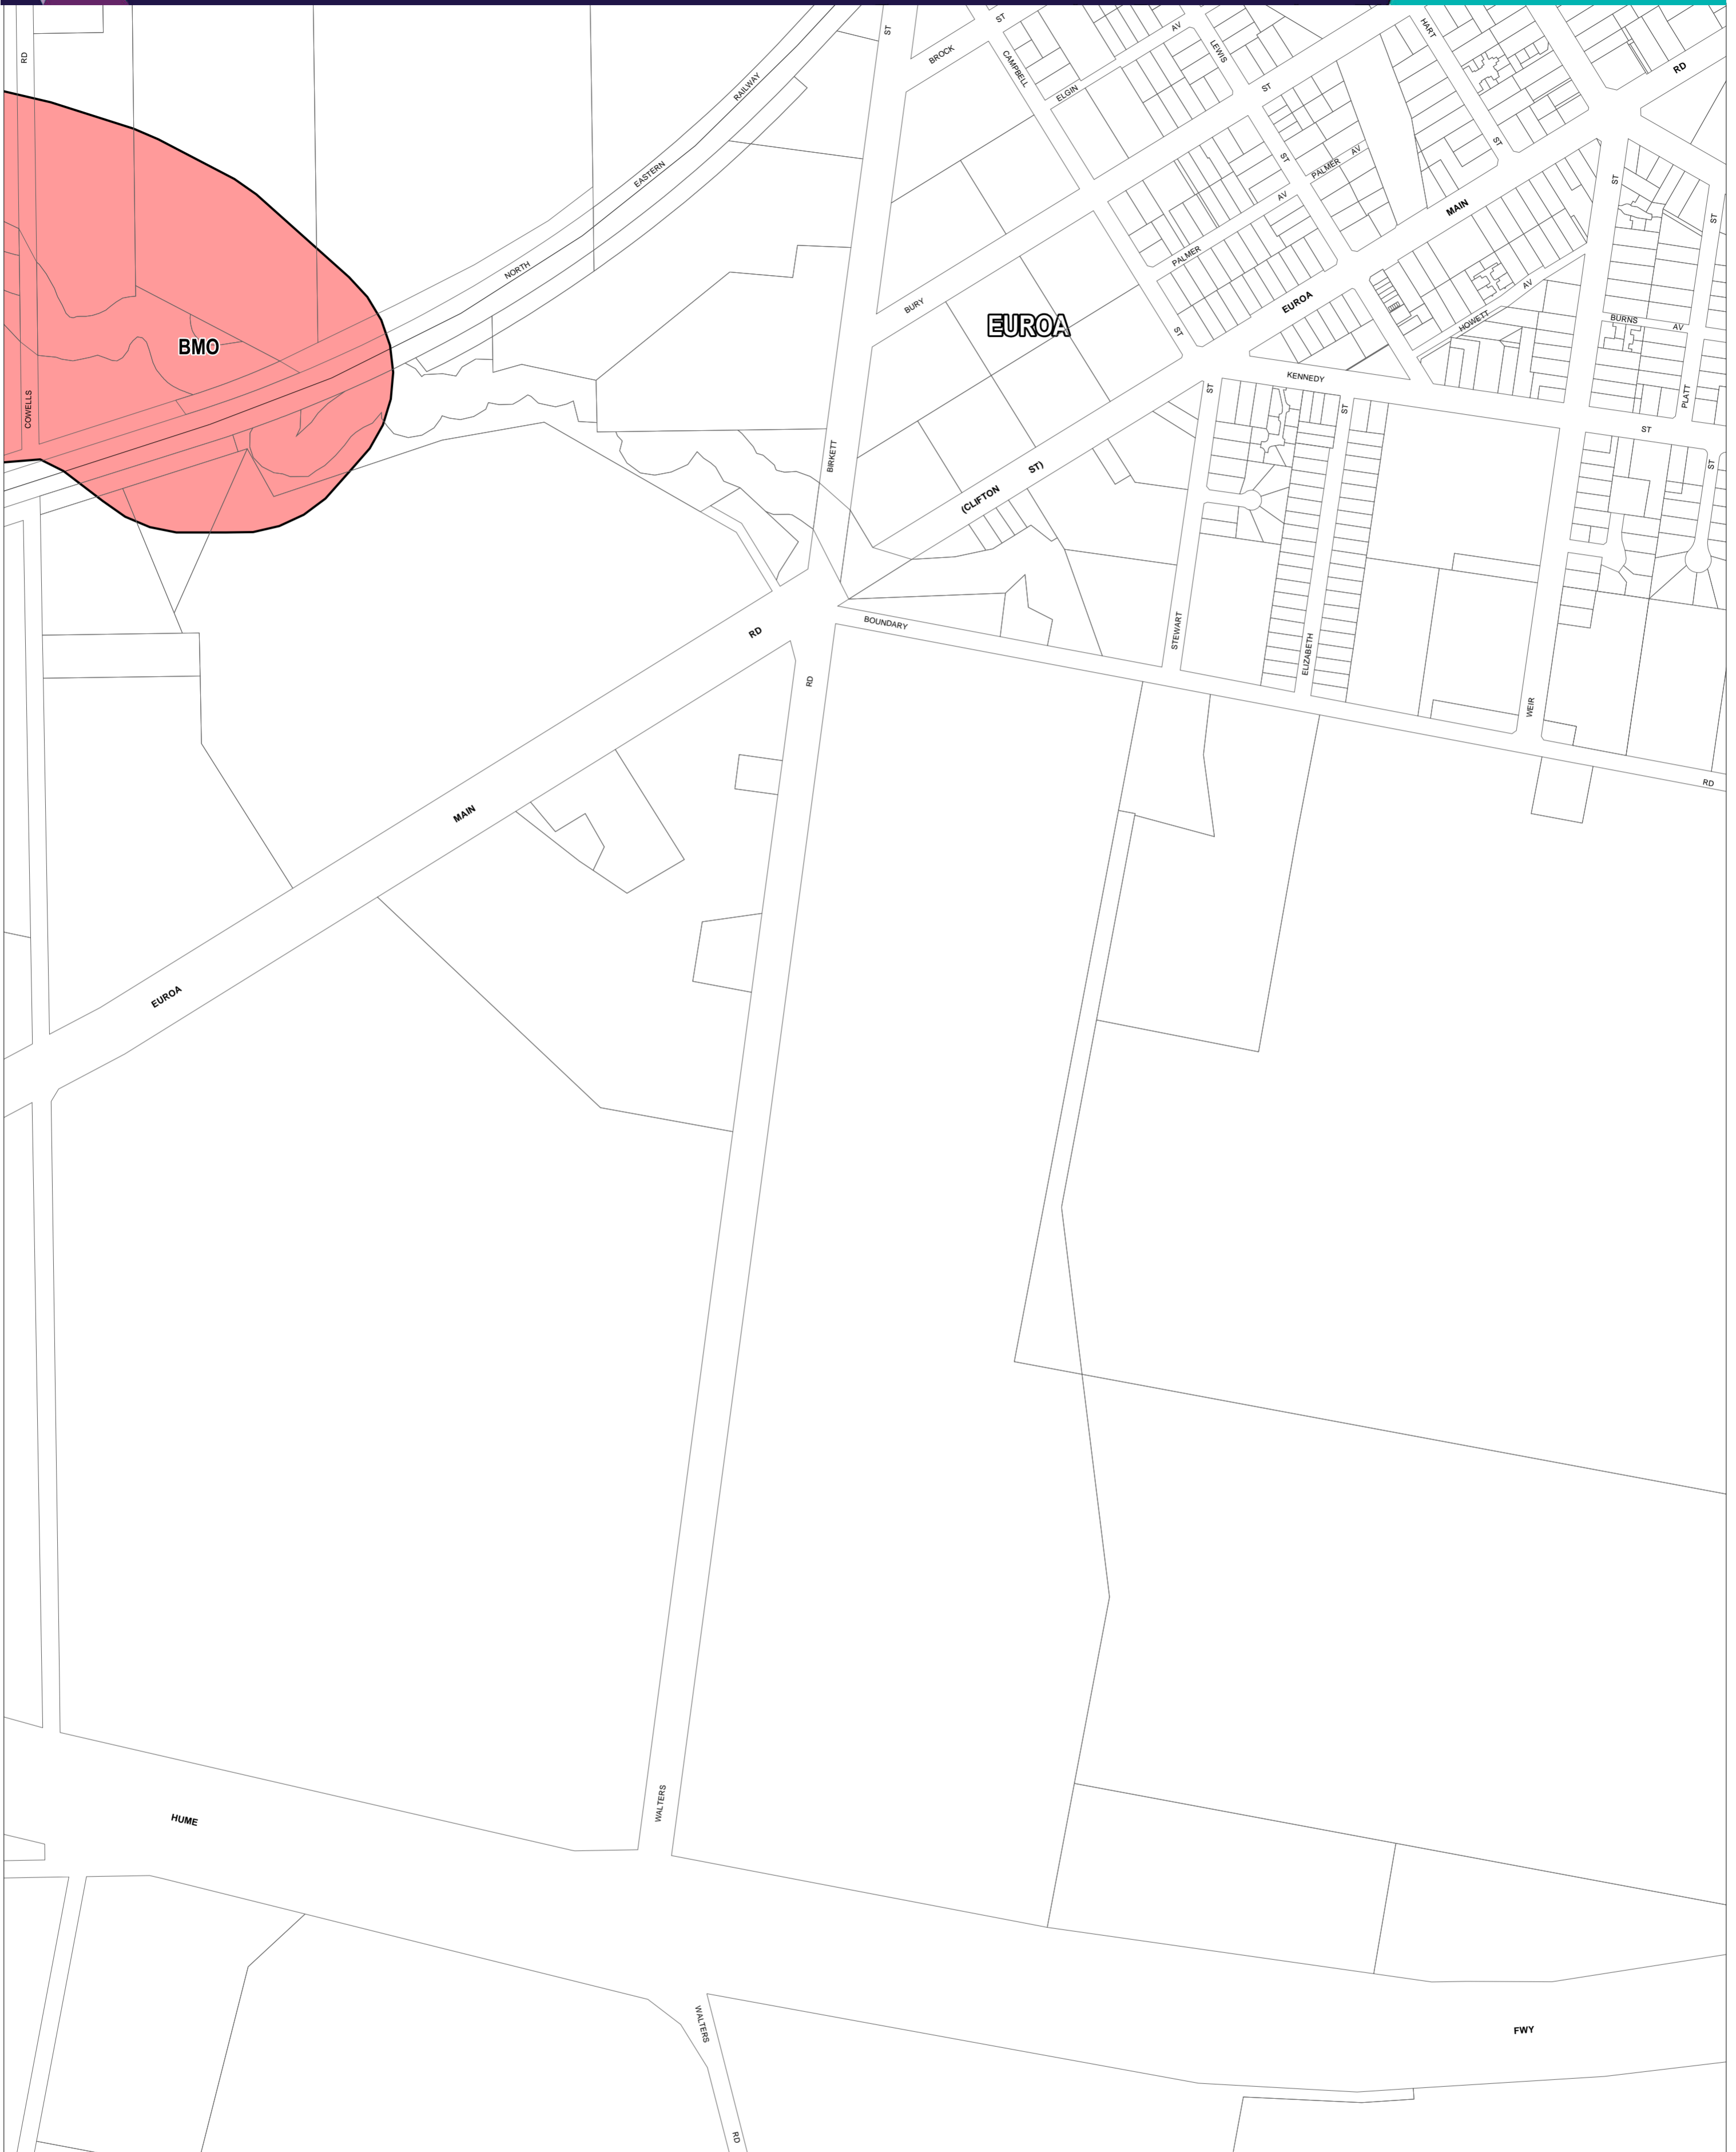 ST
AV
HART
RD
ST
BROCK
CAMPBELL
LEWIS
RD
RAILWAY
ELGIN
ST
ST
ST
PALMER
AV
EASTERN
ST
AV
MAIN
ST
PALMER
NORTH
AV
BURY
EUROA
EUROA
HOWETT
BURNS
AV
ST
BMO
KENNEDY
ST
PLATT
COWELLS
ST
ST
BIRKETT
ST)
ST
(CLIFTON
BOUNDARY
STEWART
RD
ELIZABETH
RD
WEIR
RD
MAIN
EUROA
WALTERS
HUME
WALTERS
FWY
RD